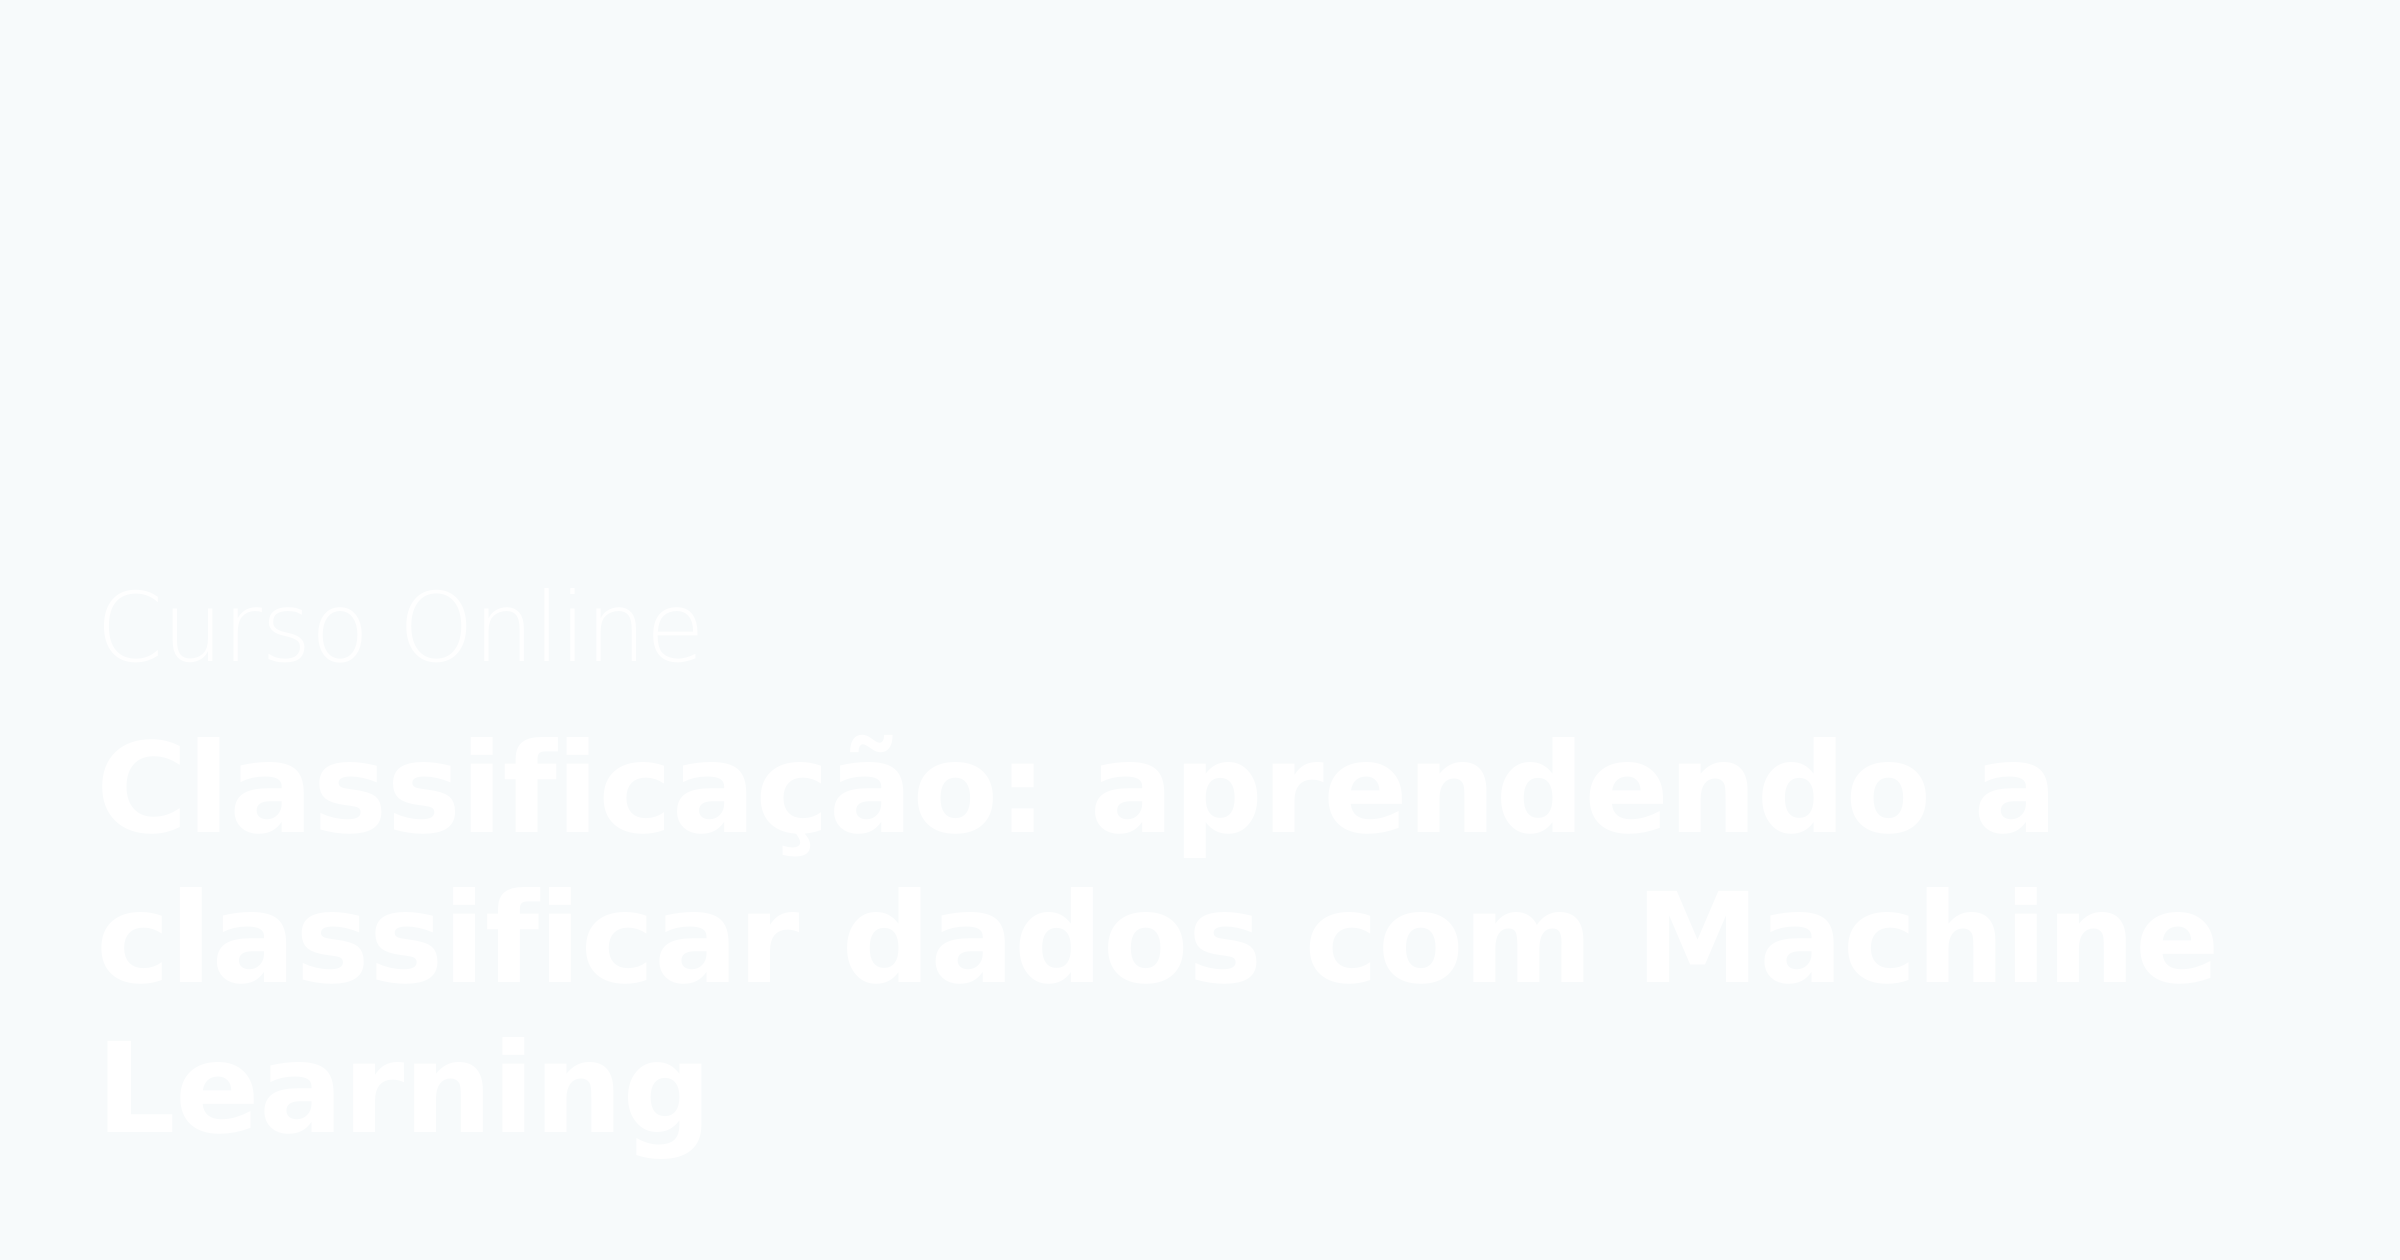 Curso Online
Classificação: aprendendo a
classificar dados com Machine
Learning